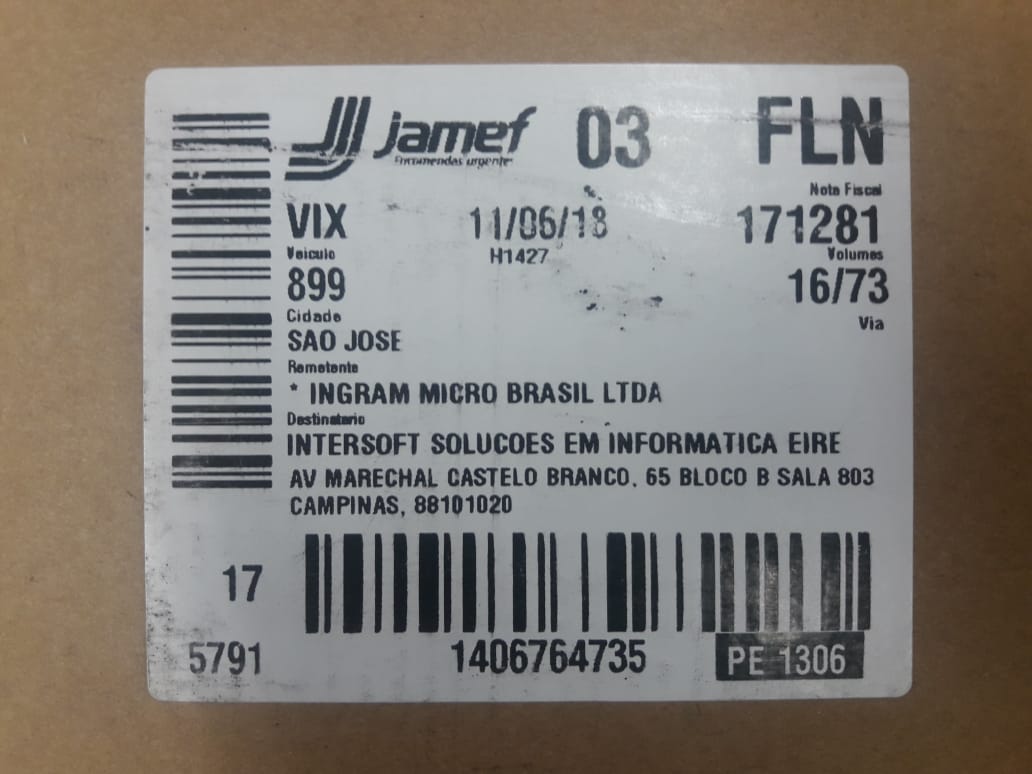 jamef 03 FLN
Encomendas urgentes
Nota Fiscal
VIX 11/06/18 171281
Veiculo H1427 Volumes
899 16/73
Cidade Via
SAO JOSE
Remetente
* INGRAM MICRO BRASIL LTDA
Destinatario
INTERSOFT SOLUCOES EM INFORMATICA EIRE
AV MARECHAL CASTELO BRANCO, 65 BLOCO B SALA 803
CAMPINAS, 88101020
17
5791 1406764735 PE 1306